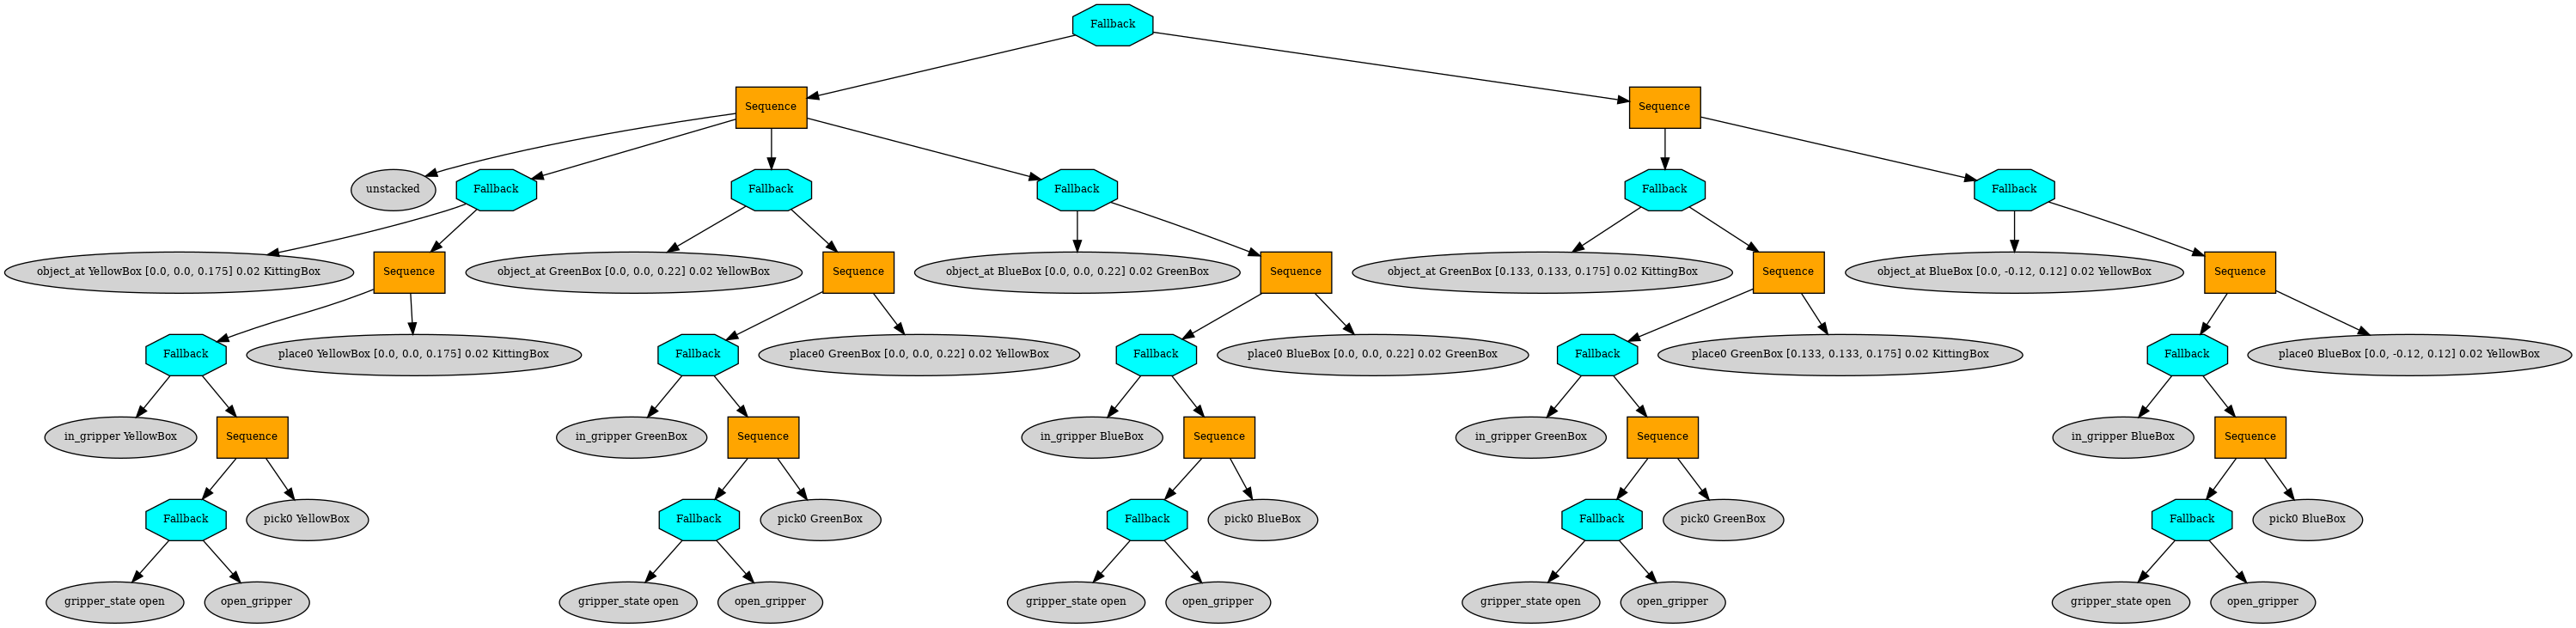 Fallback
Sequence
Sequence
unstacked
Fallback
Fallback
Fallback
Fallback
Fallback
object_at YellowBox [0.0, 0.0, 0.175] 0.02 KittingBox
Sequence
object_at GreenBox [0.0, 0.0, 0.22] 0.02 YellowBox
Sequence
object_at BlueBox [0.0, 0.0, 0.22] 0.02 GreenBox
Sequence
object_at GreenBox [0.133, 0.133, 0.175] 0.02 KittingBox
Sequence
object_at BlueBox [0.0, -0.12, 0.12] 0.02 YellowBox
Sequence
Fallback
place0 YellowBox [0.0, 0.0, 0.175] 0.02 KittingBox
Fallback
place0 GreenBox [0.0, 0.0, 0.22] 0.02 YellowBox
Fallback
place0 BlueBox [0.0, 0.0, 0.22] 0.02 GreenBox
Fallback
place0 GreenBox [0.133, 0.133, 0.175] 0.02 KittingBox
Fallback
place0 BlueBox [0.0, -0.12, 0.12] 0.02 YellowBox
in_gripper YellowBox
Sequence
in_gripper GreenBox
Sequence
in_gripper BlueBox
Sequence
in_gripper GreenBox
Sequence
in_gripper BlueBox
Sequence
Fallback
pick0 YellowBox
Fallback
pick0 GreenBox
Fallback
pick0 BlueBox
Fallback
pick0 GreenBox
Fallback
pick0 BlueBox
gripper_state open
open_gripper
gripper_state open
open_gripper
gripper_state open
open_gripper
gripper_state open
open_gripper
gripper_state open
open_gripper